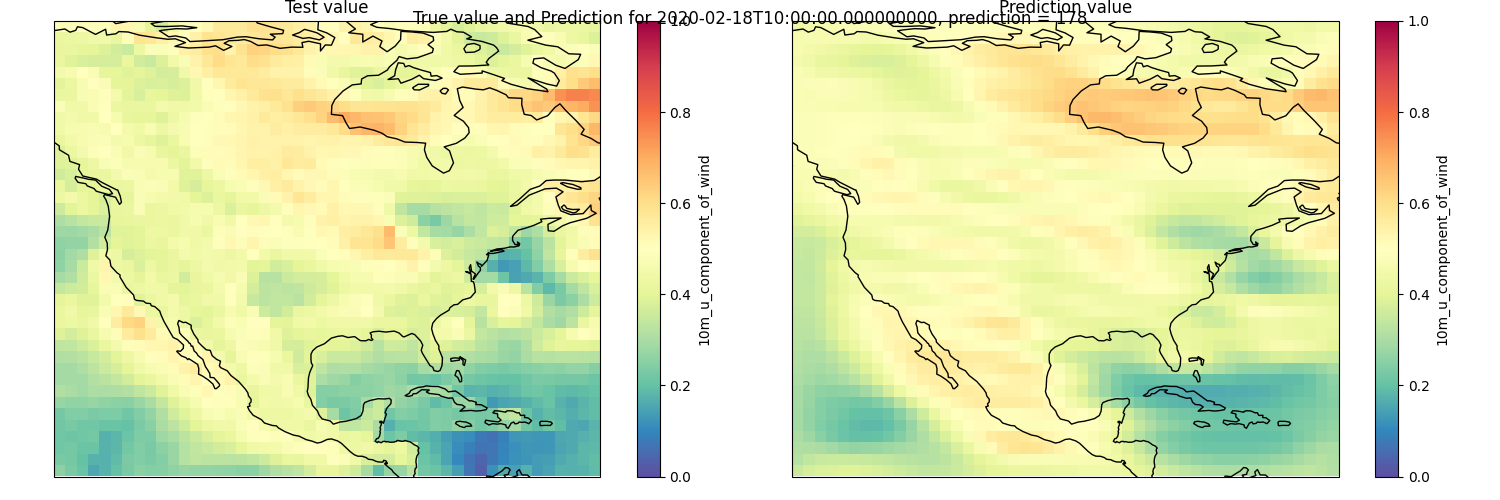 Test value
True value and Prediction for 2020-02-18T10:00:00.000000000, prediction = 178
Prediction value
1.0
0.8
0.6
0.4
0.2
0.0
10m_u_component_of_wind
1.0
0.8
0.6
0.4
0.2
0.0
10m_u_component_of_wind